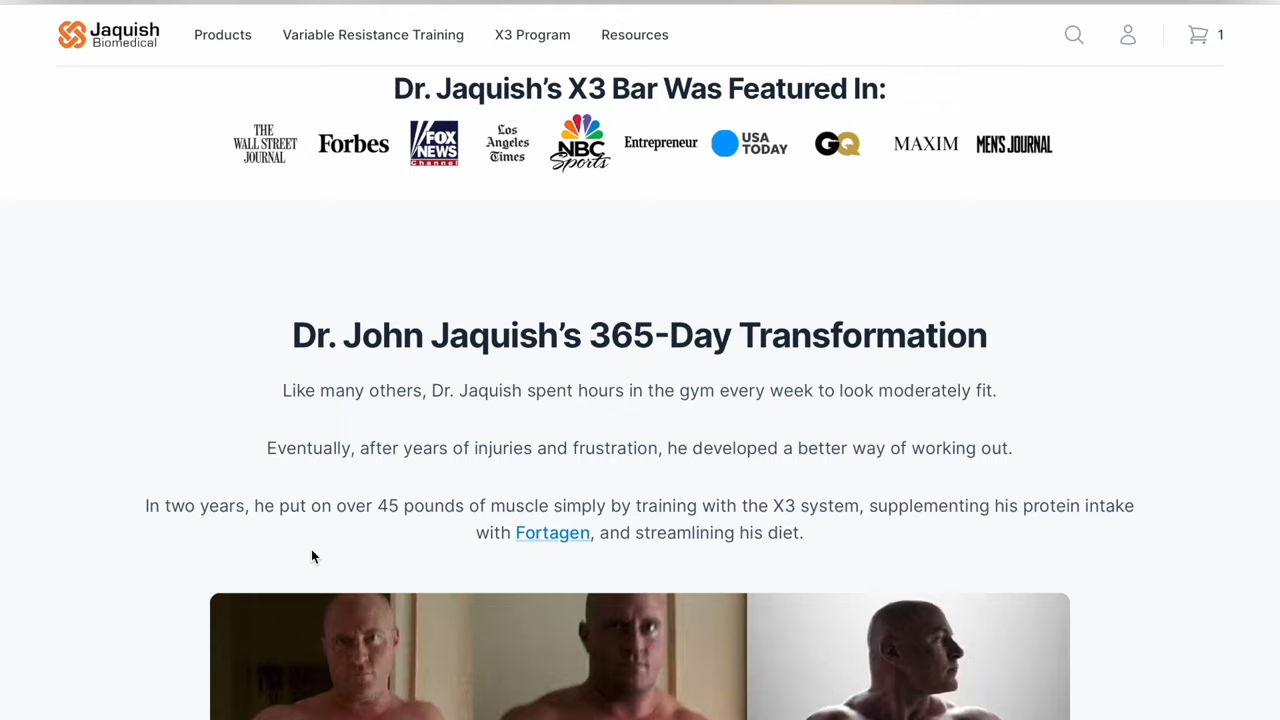 Jaquish
Biomedical
Products
Variable Resistance Training
X3 Program
Resources
1
Dr. Jaquish’s X3 Bar Was Featured In:
THE
WALL STREET
JOURNAL
Forbes
FOX
NEWS
Channel
Los
Angeles
Times
NBC
Sports
Entrepreneur
USA
TODAY
GQ
MAXIM
MEN'S JOURNAL
Dr. John Jaquish’s 365-Day Transformation
Like many others, Dr. Jaquish spent hours in the gym every week to look moderately fit.
Eventually, after years of injuries and frustration, he developed a better way of working out.
In two years, he put on over 45 pounds of muscle simply by training with the X3 system, supplementing his protein intake
with Fortagen, and streamlining his diet.